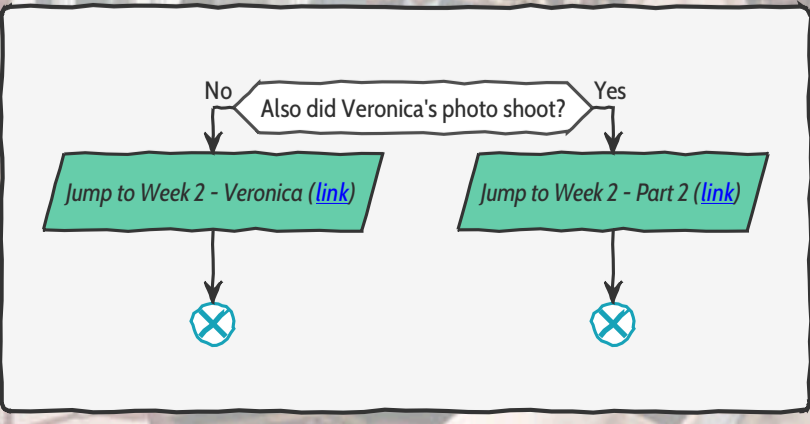 No
Also did Veronica's photo shoot?
Yes
Jump to Week 2 - Veronica (link)
Jump to Week 2 - Part 2 (link)